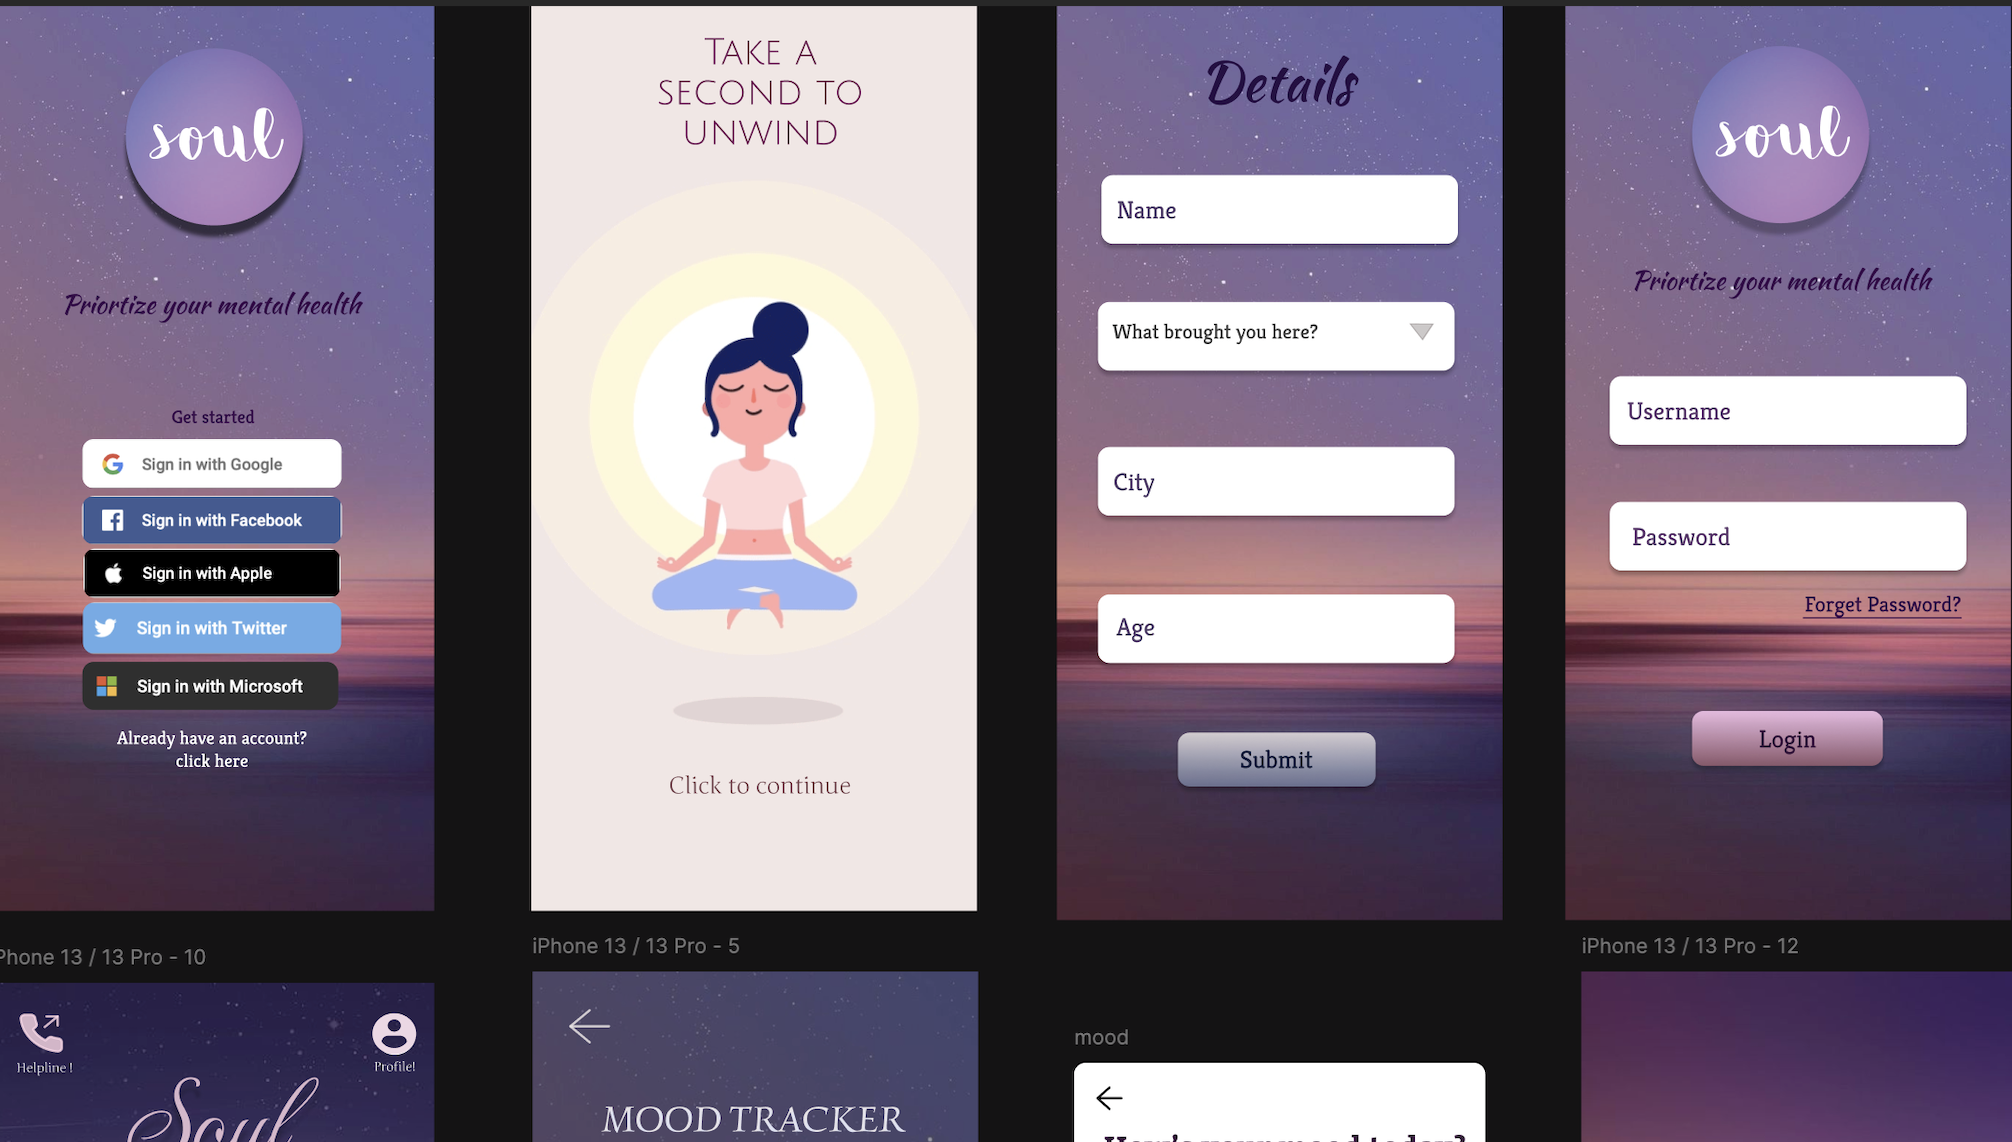 soul
Priortize your mental health
Get started
Sign in with Google
Sign in with Facebook
Sign in with Apple
Sign in with Twitter
Sign in with Microsoft
Already have an account?
click here
TAKE A
SECOND TO
UNWIND
Click to continue
Details
Name
What brought you here?
City
Age
Submit
soul
Priortize your mental health
Username
Password
Forget Password?
Login
Phone 13 / 13 Pro - 10
Helpline !
Profile!
Soul
iPhone 13 / 13 Pro - 5
MOOD TRACKER
mood
How's your mood today?
iPhone 13 / 13 Pro - 12